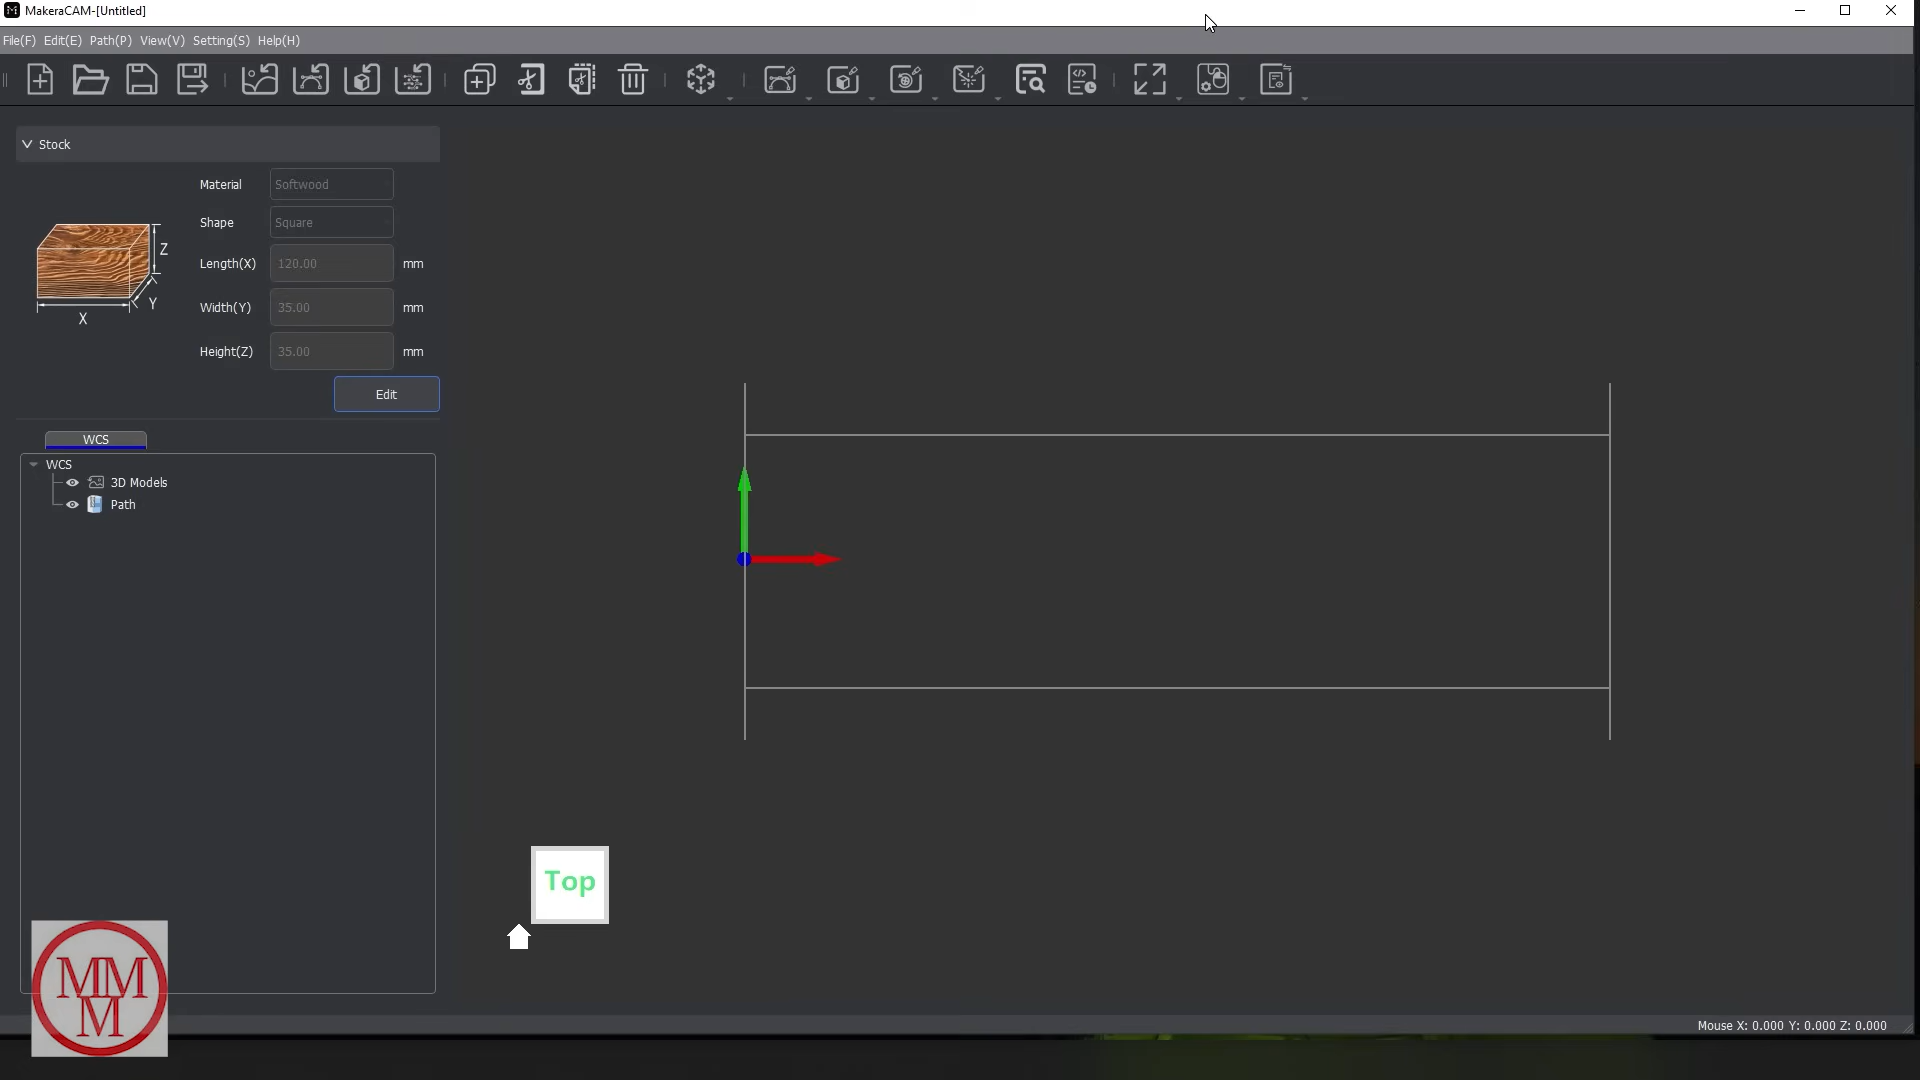 MakeraCAM-[Untitled]
File(F) Edit(E) Path(P) View(V) Setting(S) Help(H)
Stock
Material Softwood
Shape Square
Length(X) 120.00 mm
Width(Y) 35.00 mm
Height(Z) 35.00 mm
Z
Y
X
Edit
WCS
WCS
3D Models
Path
Top
MM
M
Mouse X: 0.000 Y: 0.000 Z: 0.000